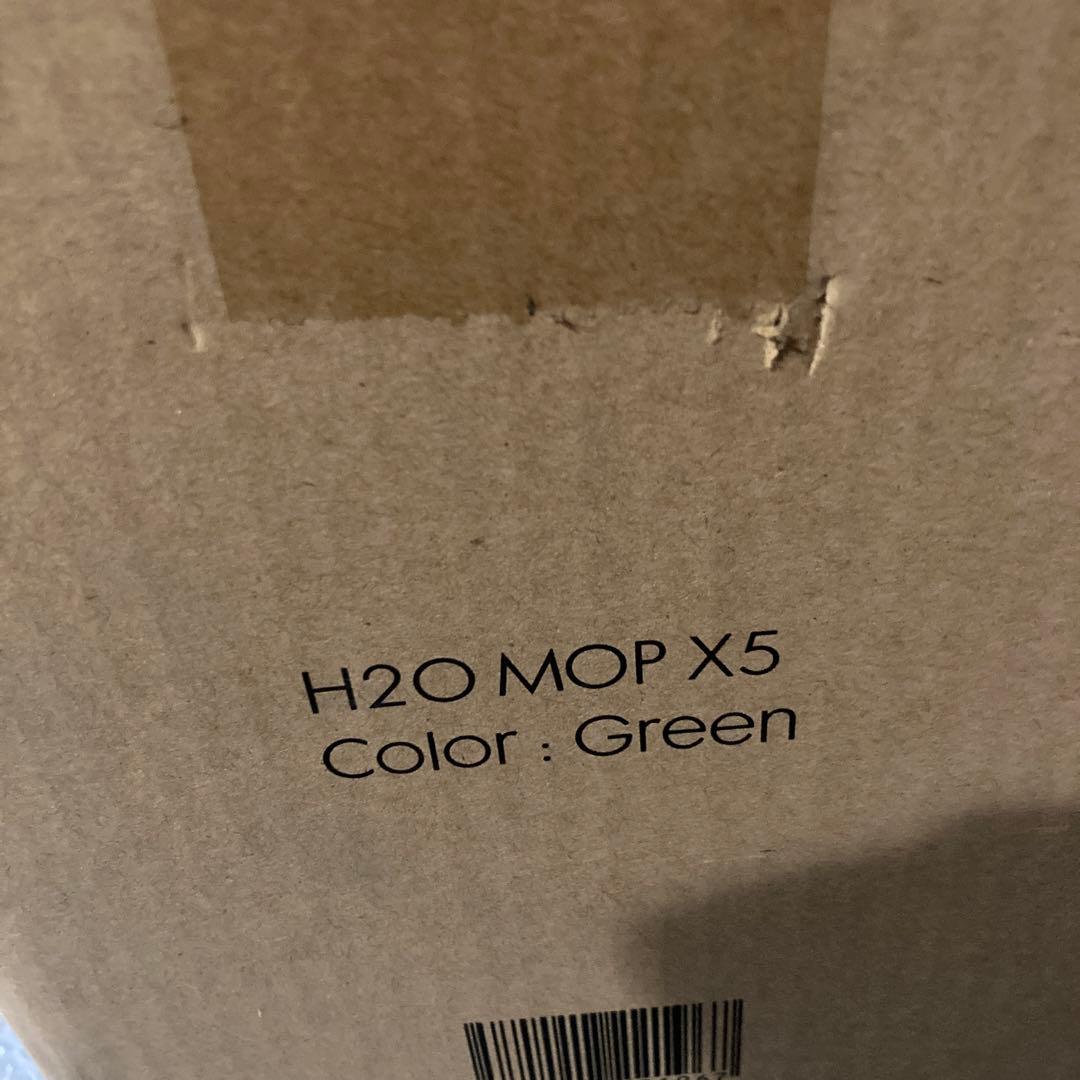 H2O MOP X5
Color : Green